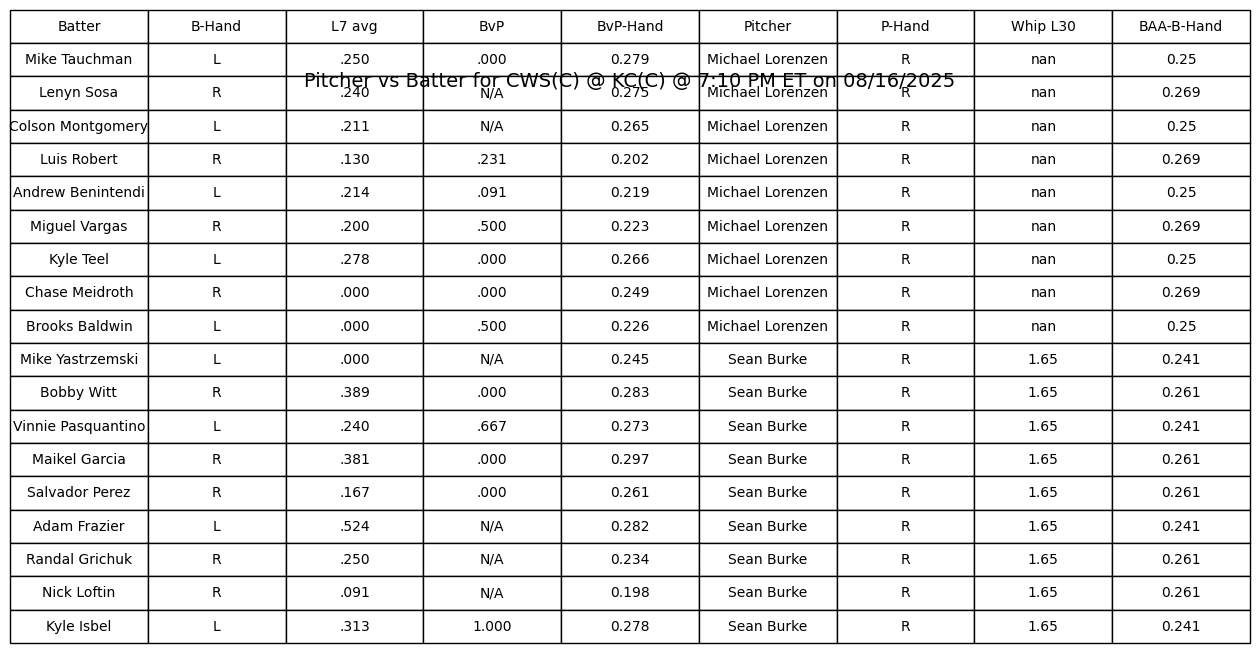 Batter B-Hand L7 avg BvP BvP-Hand Pitcher P-Hand Whip L30 BAA-B-Hand
Mike Tauchman L .250 .000 0.279 Michael Lorenzen R nan 0.25
Pitcher vs Batter for CWS(C) @ KC(C) @ 7:10 PM ET on 08/16/2025
Lenyn Sosa R .240 N/A 0.275 Michael Lorenzen R nan 0.269
Colson Montgomery L .211 N/A 0.265 Michael Lorenzen R nan 0.25
Luis Robert R .130 .231 0.202 Michael Lorenzen R nan 0.269
Andrew Benintendi L .214 .091 0.219 Michael Lorenzen R nan 0.25
Miguel Vargas R .200 .500 0.223 Michael Lorenzen R nan 0.269
Kyle Teel L .278 .000 0.266 Michael Lorenzen R nan 0.25
Chase Meidroth R .000 .000 0.249 Michael Lorenzen R nan 0.269
Brooks Baldwin L .000 .500 0.226 Michael Lorenzen R nan 0.25
Mike Yastrzemski L .000 N/A 0.245 Sean Burke R 1.65 0.241
Bobby Witt R .389 .000 0.283 Sean Burke R 1.65 0.261
Vinnie Pasquantino L .240 .667 0.273 Sean Burke R 1.65 0.241
Maikel Garcia R .381 .000 0.297 Sean Burke R 1.65 0.261
Salvador Perez R .167 .000 0.261 Sean Burke R 1.65 0.261
Adam Frazier L .524 N/A 0.282 Sean Burke R 1.65 0.241
Randal Grichuk R .250 N/A 0.234 Sean Burke R 1.65 0.261
Nick Loftin R .091 N/A 0.198 Sean Burke R 1.65 0.261
Kyle Isbel L .313 1.000 0.278 Sean Burke R 1.65 0.241